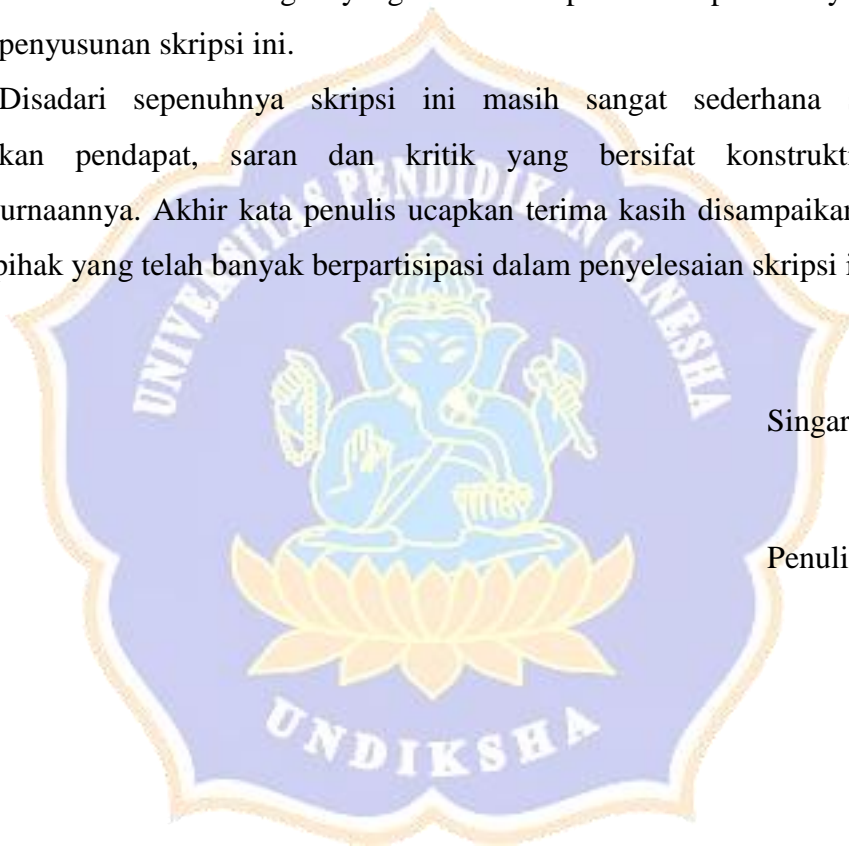 penyusunan skripsi ini.
Disadari sepenuhnya skripsi ini masih sangat sederhana
kan pendapat, saran dan kritik yang bersifat konstrukti
urnaannya. Akhir kata penulis ucapkan terima kasih disampaikan
pihak yang telah banyak berpartisipasi dalam penyelesaian skripsi i
UNIVERSITAS PENDIDIKAN GANESHA
Singar
Penuli
UNDIKSHA